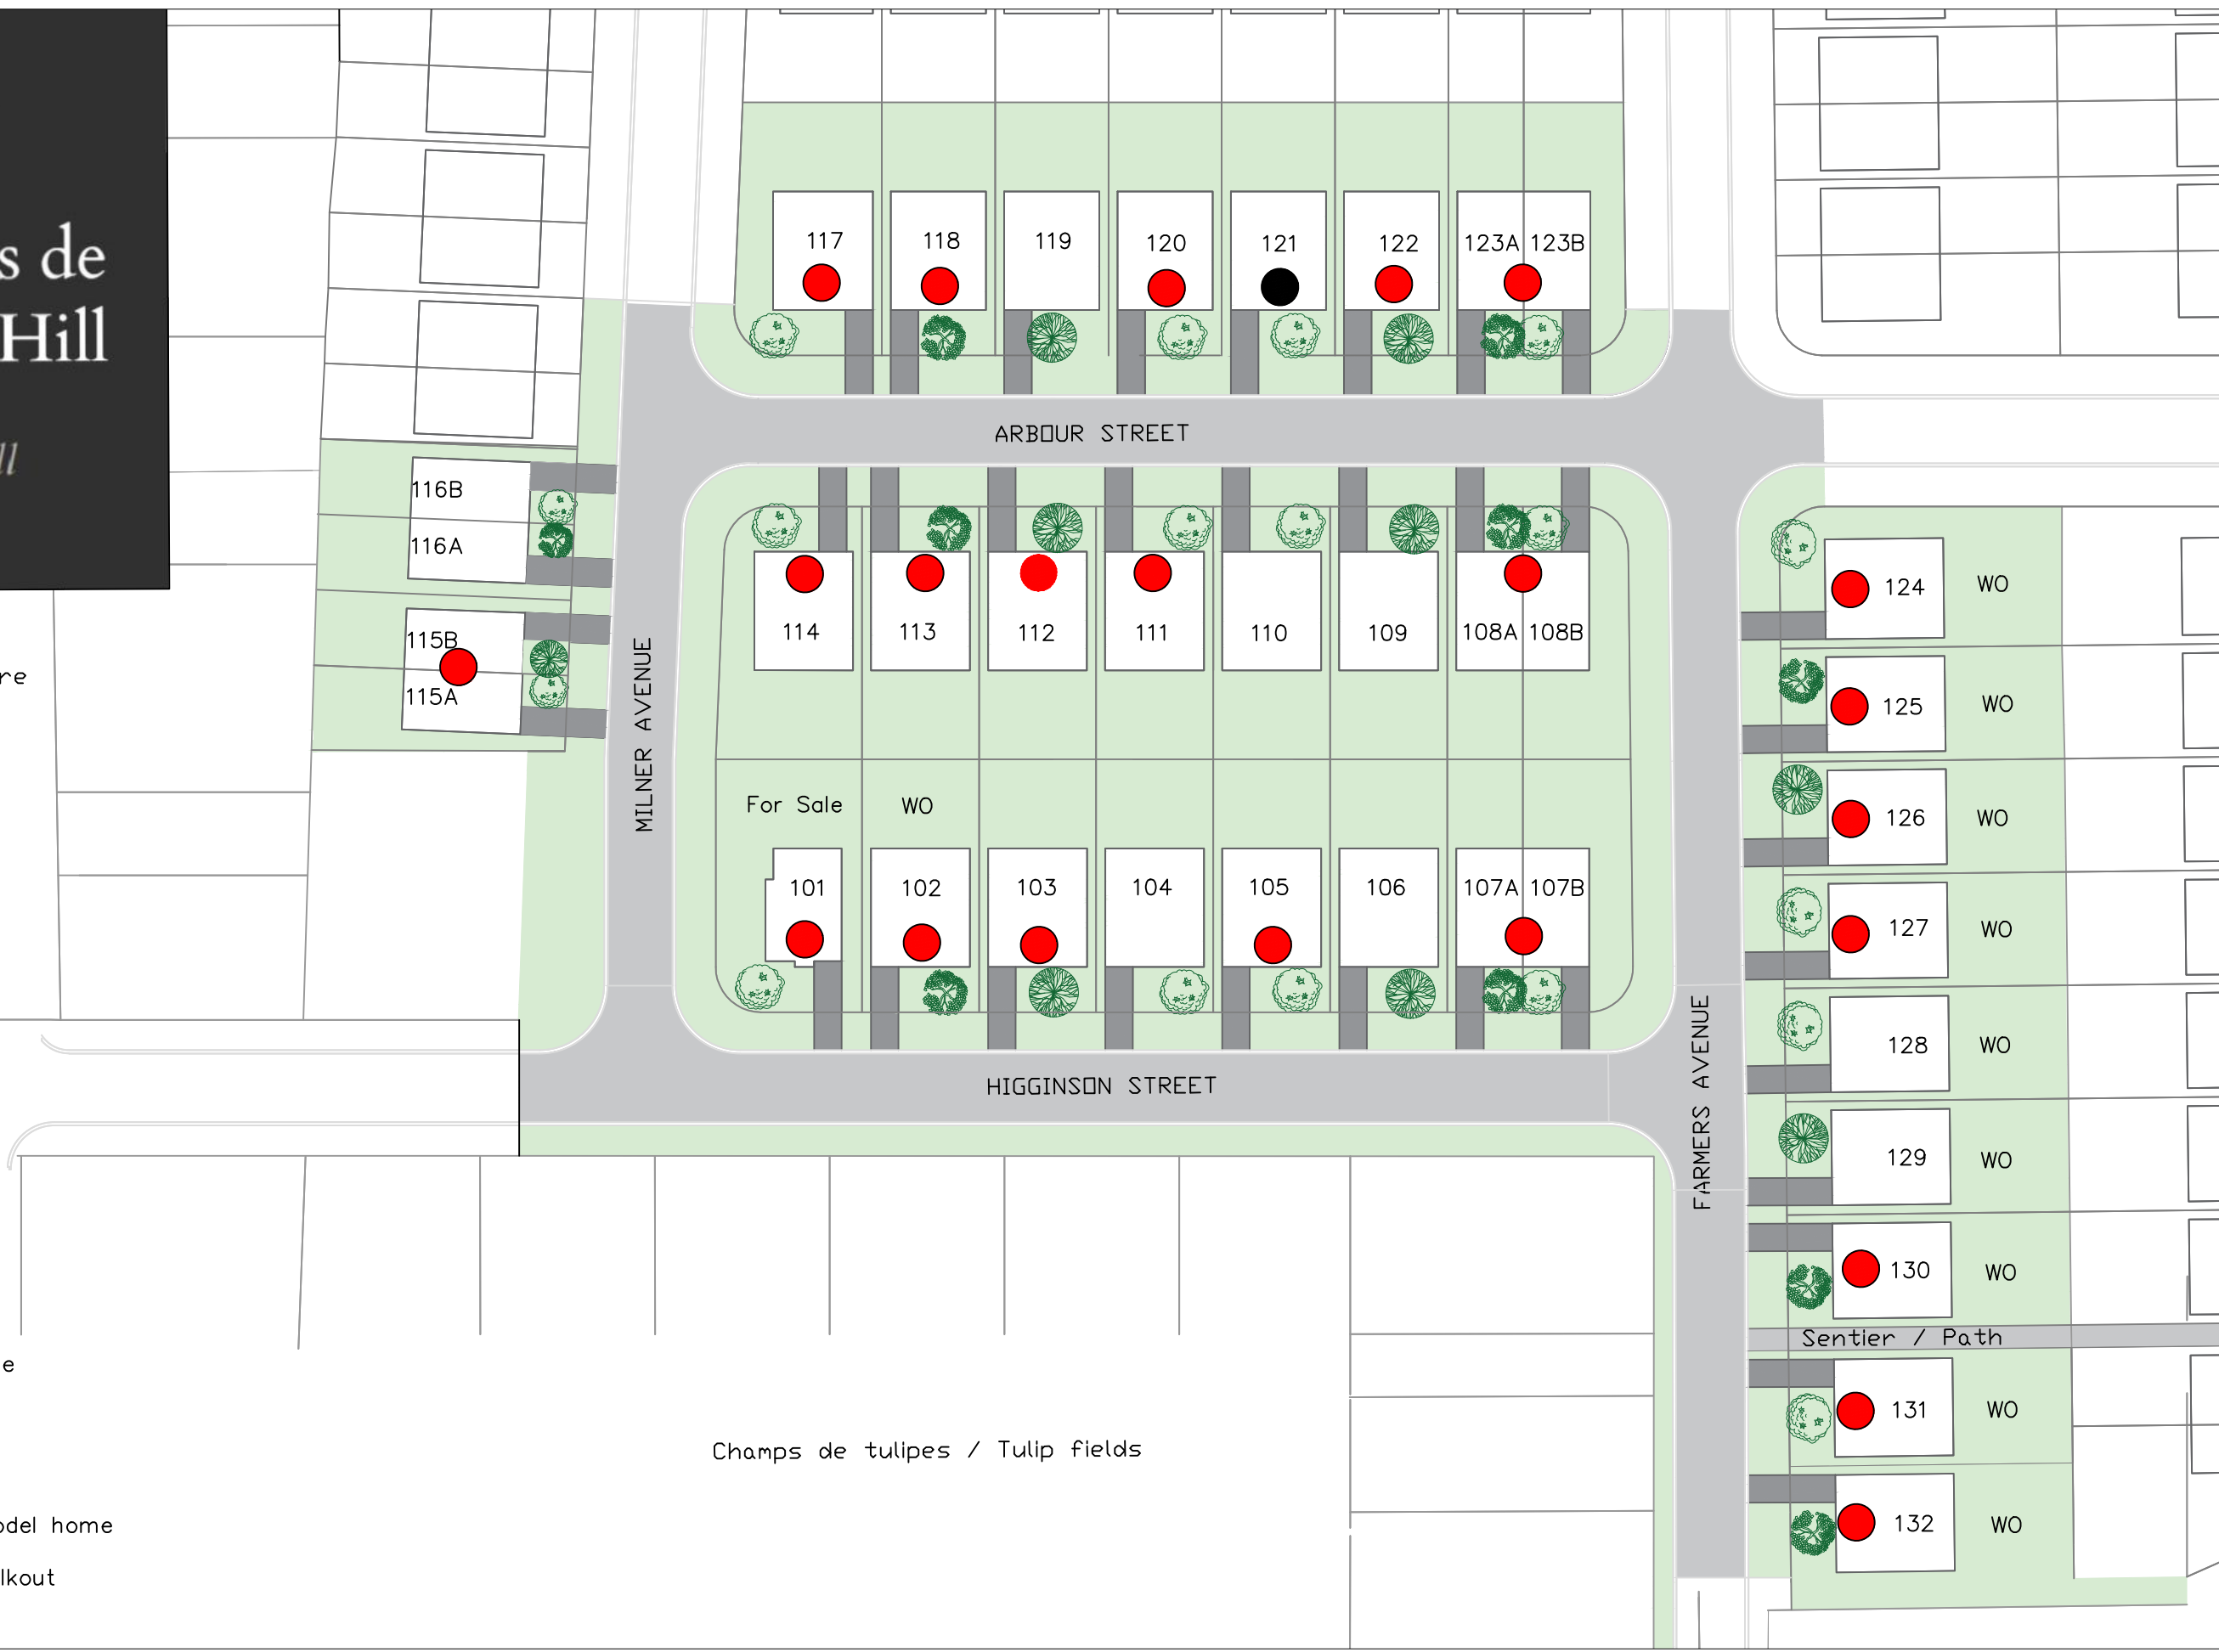 s de
Hill
ll
117 118 119 120 121 122 123A 123B
ARBOUR STREET
116B
116A
115B
115A
MILNER AVENUE
114 113 112 111 110 109 108A 108B
For Sale WO
101 102 103 104 105 106 107A 107B
HIGGINSON STREET
FARMERS AVENUE
124 WO
125 WO
126 WO
127 WO
128 WO
129 WO
130 WO
Sentier / Path
131 WO
132 WO
re
e
Champs de tulipes / Tulip fields
odel home
lkout